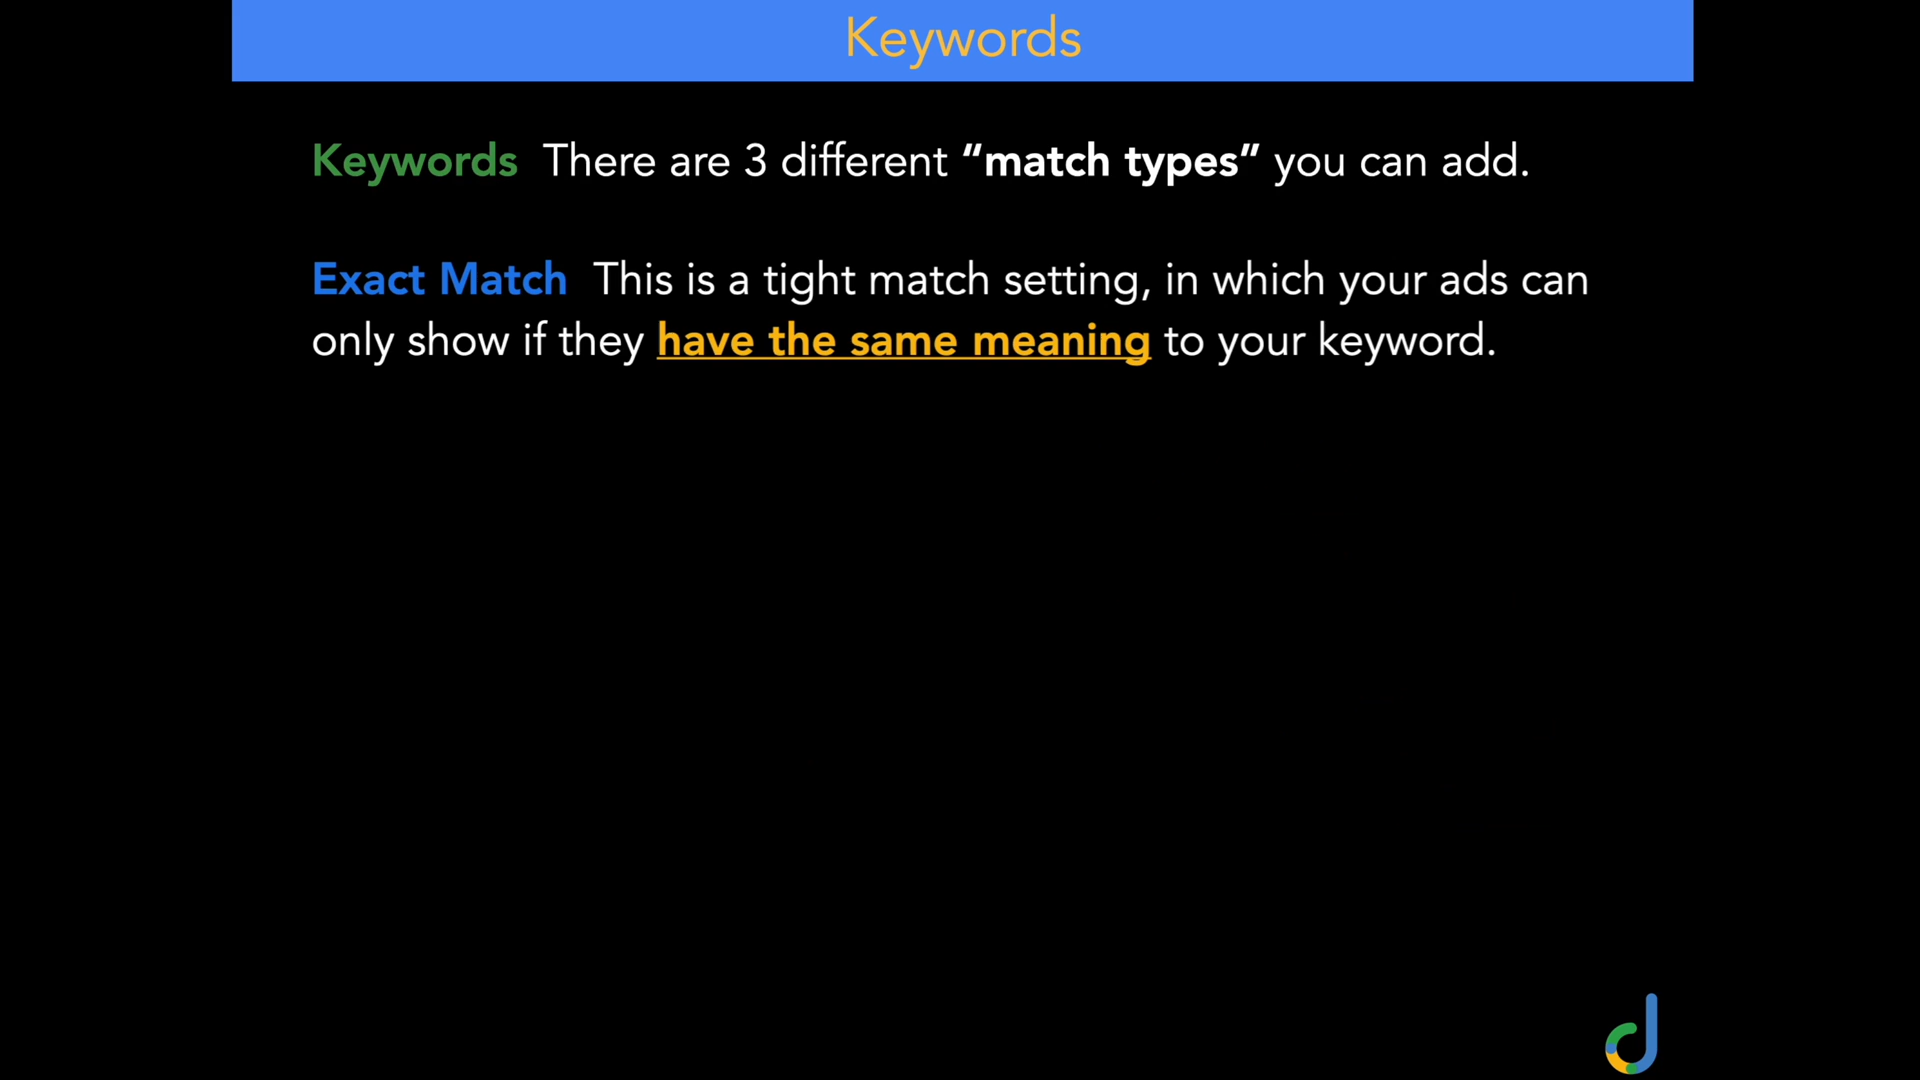 Keywords
Keywords There are 3 different “match types” you can add.
Exact Match This is a tight match setting, in which your ads can
only show if they have the same meaning to your keyword.